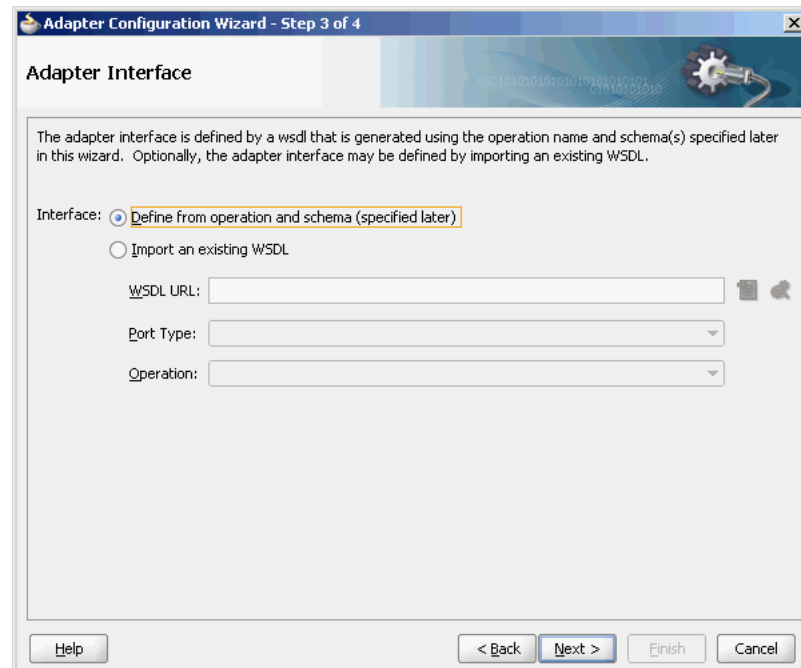 Adapter Configuration Wizard - Step 3 of 4
Adapter Interface
The adapter interface is defined by a wsdl that is generated using the operation name and schema(s) specified later
in this wizard. Optionally, the adapter interface may be defined by importing an existing WSDL.
Interface: Define from operation and schema (specified later)
Import an existing WSDL
WSDL URL:
Port Type:
Operation:
Help < Back Next > Finish Cancel